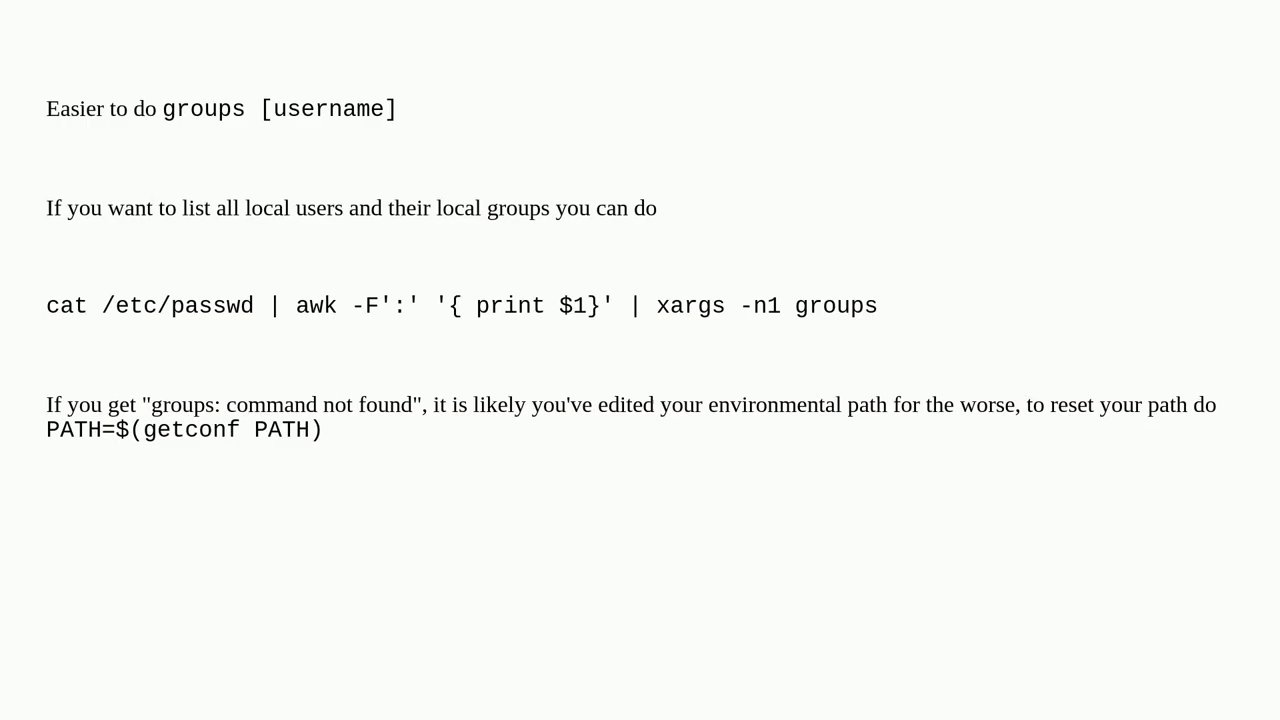 Easier to do groups [username]
If you want to list all local users and their local groups you can do
cat /etc/passwd | awk -F':' '{ print $1}' | xargs -n1 groups
If you get "groups: command not found", it is likely you've edited your environmental path for the worse, to reset your path do
PATH=$(getconf PATH)